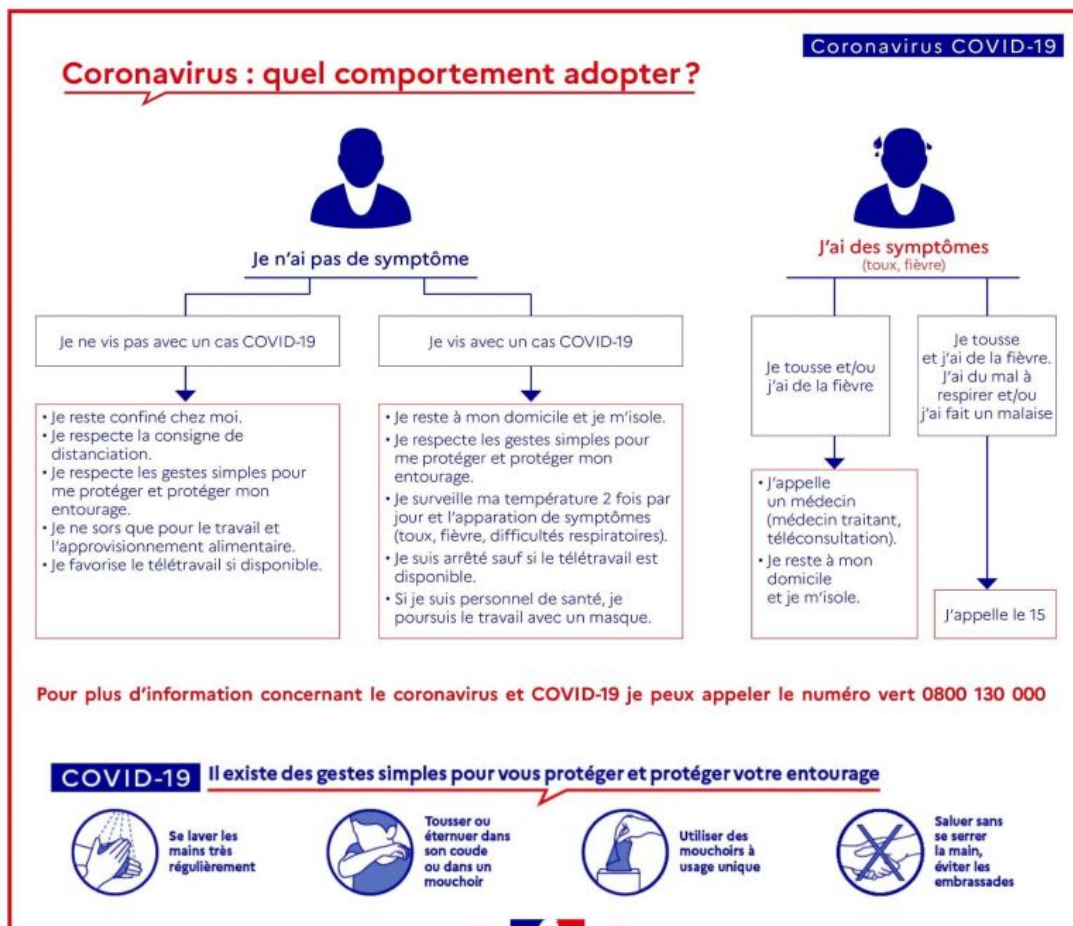 Coronavirus COVID-19
Coronavirus : quel comportement adopter ?
Je n'ai pas de symptôme
Je ne vis pas avec un cas COVID-19
• Je reste confiné chez moi.
• Je respecte la consigne de
distanciation.
• Je respecte les gestes simples pour
me protéger et protéger mon
entourage.
• Je ne sors que pour le travail et
l'approvisionnement alimentaire.
• Je favorise le télétravail si disponible.
Je vis avec un cas COVID-19
• Je reste à mon domicile et je m'isole.
• Je respecte les gestes simples pour
me protéger et protéger mon
entourage.
• Je surveille ma température 2 fois par
jour et l'apparation de symptômes
(toux, fièvre, difficultés respiratoires).
• Je suis arrêté sauf si le télétravail est
disponible.
• Si je suis personnel de santé, je
poursuis le travail avec un masque.
J'ai des symptômes
(toux, fièvre)
Je tousse et/ou
j'ai de la fièvre
• J'appelle
un médecin
(médecin traitant,
téléconsultation).
• Je reste à mon
domicile
et je m'isole.
Je tousse
et j'ai de la fièvre.
J'ai du mal à
respirer et/ou
j'ai fait un malaise
J'appelle le 15
Pour plus d'information concernant le coronavirus et COVID-19 je peux appeler le numéro vert 0800 130 000
COVID-19 Il existe des gestes simples pour vous protéger et protéger votre entourage
Se laver les
mains très
régulièrement
Tousser ou
éternuer dans
son coude
ou dans un
mouchoir
Utiliser des
mouchoirs à
usage unique
Saluer sans
se serrer
la main,
éviter les
embrassades